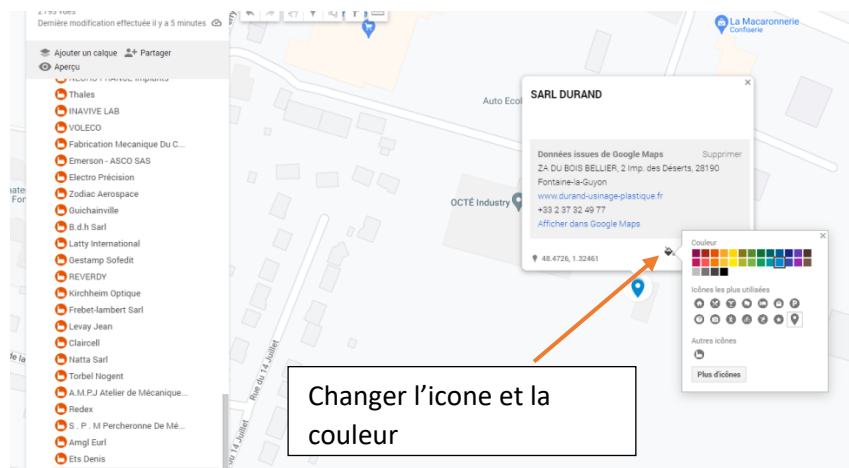 2193 vues
Dernière modification effectuée il y a 5 minutes
Ajouter un calque Partager
Aperçu
Thales
INAVIVE LAB
VOLECO
Fabrication Mecanique Du C...
Emerson - ASCO SAS
Electro Précision
Zodiac Aerospace
Guichainville
B.d.h Sarl
Latty International
Gestamp Sofedit
REVERDY
Kirchheim Optique
Frebet-lambert Sarl
Levay Jean
Claircell
Natta Sarl
Torbel Nogent
A.M.P.J Atelier de Mécanique...
Redex
S . P . M Percheronne De Mé...
Amgl Eurl
Ets Denis
La Macaronnerie
Confiserie
Auto Ecol
OCTÉ Industry
Rue du 14 Juillet
SARL DURAND
Données issues de Google Maps Supprimer
ZA DU BOIS BELLIER, 2 Imp. des Déserts, 28190
Fontaine-la-Guyon
www.durand-usinage-plastique.fr
+33 2 37 32 49 77
Afficher dans Google Maps
48.4726, 1.32461
Couleur
Icônes les plus utilisées
Autres icônes
Plus d'icônes
Changer l'icone et la
couleur